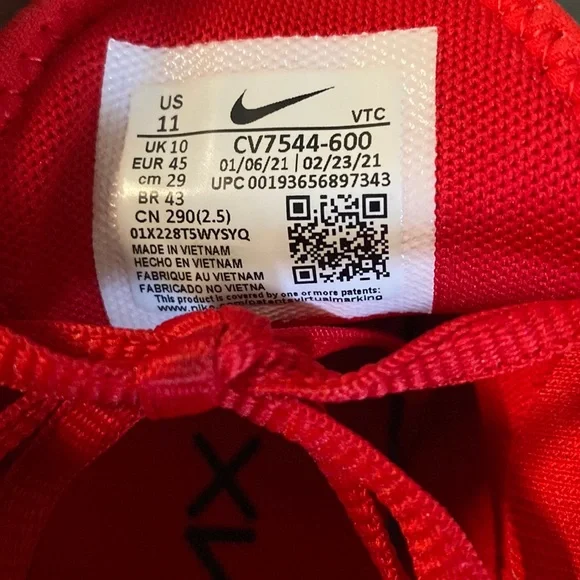 US
11
VTC
UK 10
CV7544-600
EUR 45
01/06/21 | 02/23/21
cm 29
UPC 00193656897343
BR 43
CN 290(2.5)
01X228T5WYSYQ
MADE IN VIETNAM
HECHO EN VIETNAM
FABRIQUE AU VIETNAM
FABRICADO NO VIETNAM
This product is covered by one or more patents: